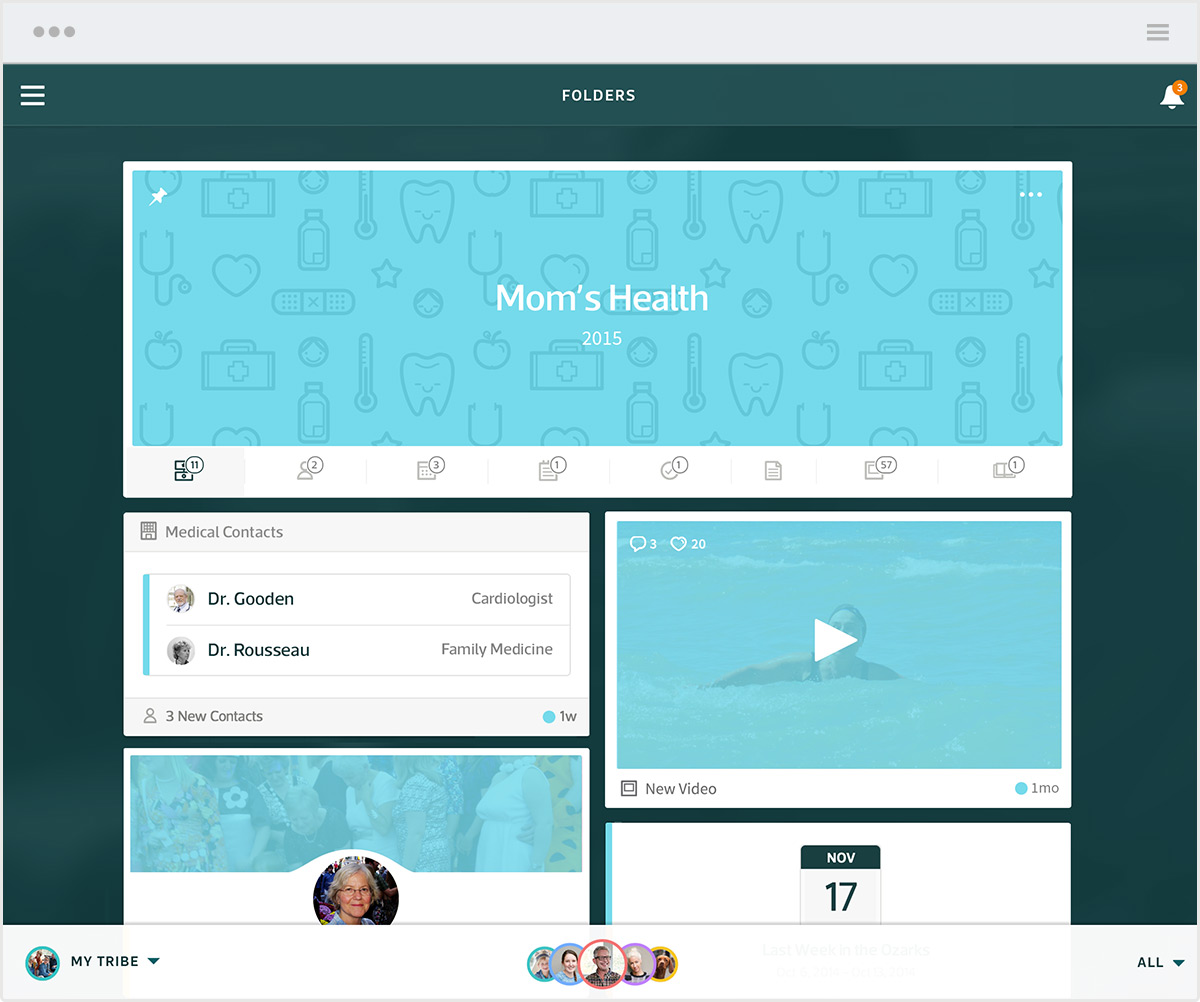 FOLDERS
3
Mom's Health
2015
11
2
3
1
1
57
1
Medical Contacts
Dr. Gooden
Cardiologist
Dr. Rousseau
Family Medicine
3 New Contacts
1w
3
20
New Video
1mo
NOV
17
Last Week in the Ozarks
MY TRIBE
ALL